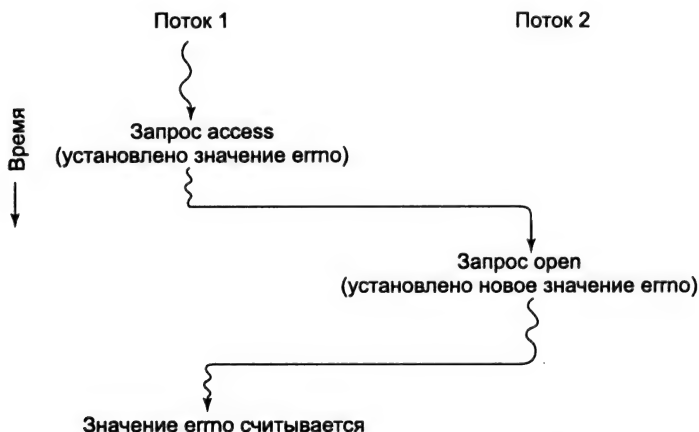 Поток 1
Поток 2
Время
Запрос access
(установлено значение errno)
Запрос open
(установлено новое значение errno)
Значение errno считывается